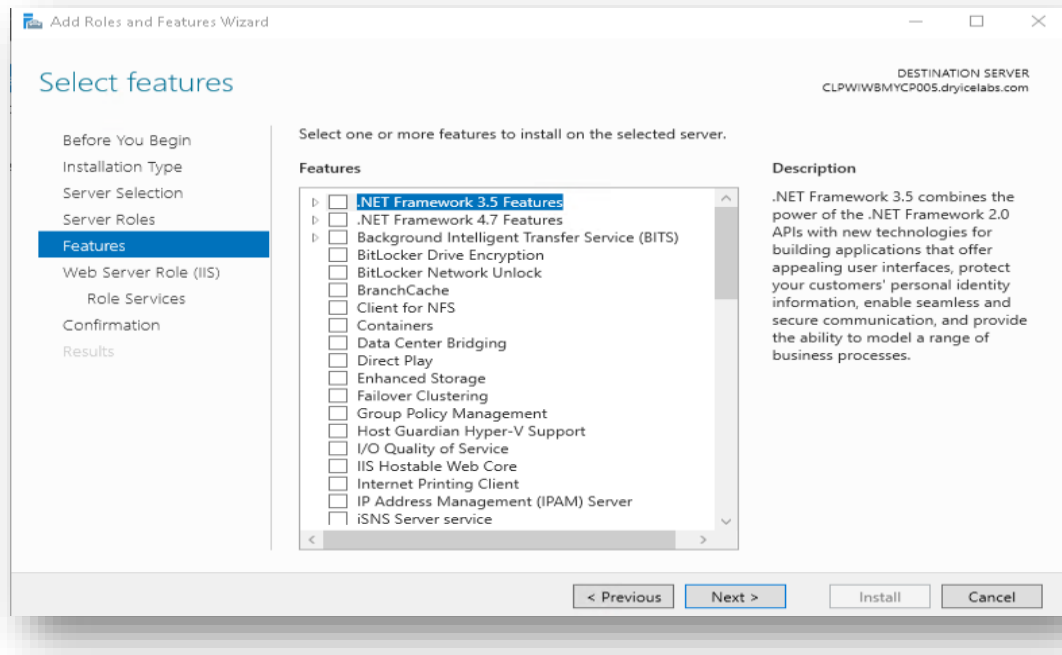 Add Roles and Features Wizard
Select features
DESTINATION SERVER
CLPWIWBMYCP005.dryicelabs.com
Before You Begin
Installation Type
Server Selection
Server Roles
Features
Web Server Role (IIS)
Role Services
Confirmation
Results
Select one or more features to install on the selected server.
Features
.NET Framework 3.5 Features
.NET Framework 4.7 Features
Background Intelligent Transfer Service (BITS)
BitLocker Drive Encryption
BitLocker Network Unlock
BranchCache
Client for NFS
Containers
Data Center Bridging
Direct Play
Enhanced Storage
Failover Clustering
Group Policy Management
Host Guardian Hyper-V Support
I/O Quality of Service
IIS Hostable Web Core
Internet Printing Client
IP Address Management (IPAM) Server
iSNS Server service
Description
.NET Framework 3.5 combines the
power of the .NET Framework 2.0
APIs with new technologies for
building applications that offer
appealing user interfaces, protect
your customers' personal identity
information, enable seamless and
secure communication, and provide
the ability to model a range of
business processes.
< Previous
Next >
Install
Cancel